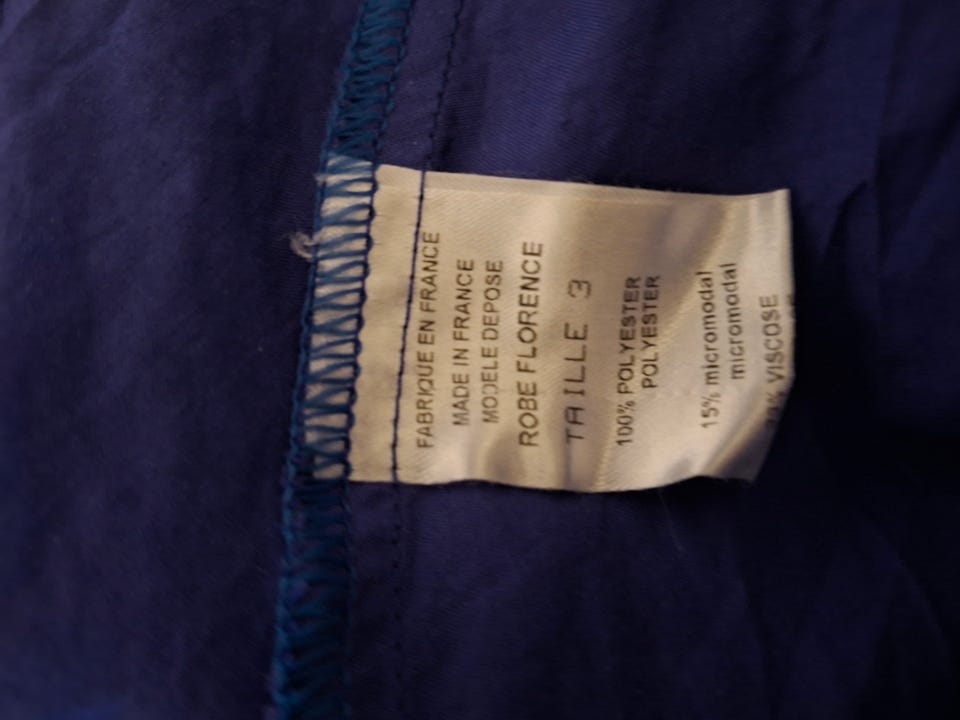 FABRIQUE EN FRANCE
MADE IN FRANCE
MODELE DEPOSE
ROBE FLORENCE
TAILLE 3
100% POLYESTER
POLYESTER
15% micromodal
micromodal
VISCOSE